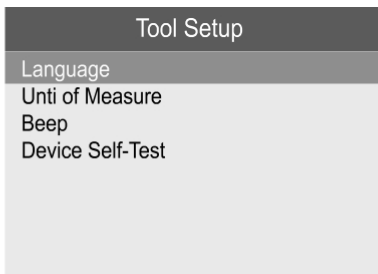 Tool Setup
Language
Unti of Measure
Beep
Device Self-Test